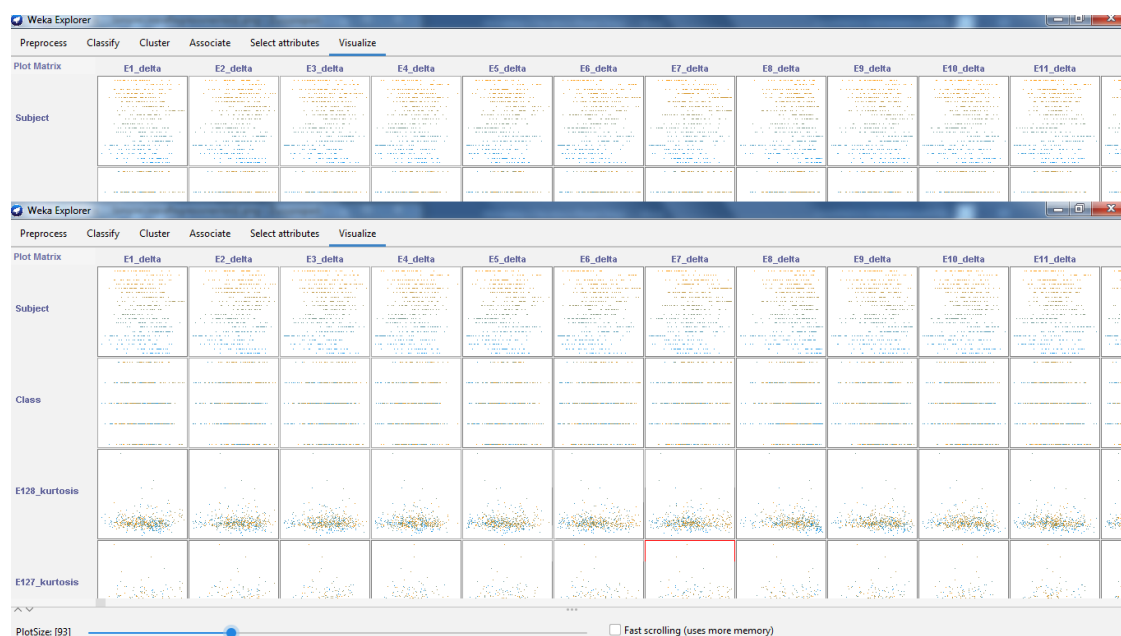 Weka Explorer
Preprocess Classify Cluster Associate Select attributes Visualize
Plot Matrix E1_delta E2_delta E3_delta E4_delta E5_delta E6_delta E7_delta E8_delta E9_delta E10_delta E11_delta
Subject
Weka Explorer
Preprocess Classify Cluster Associate Select attributes Visualize
Plot Matrix E1_delta E2_delta E3_delta E4_delta E5_delta E6_delta E7_delta E8_delta E9_delta E10_delta E11_delta
Subject
Class
E128_kurtosis
E127_kurtosis
PlotSize: [93] Fast scrolling (uses more memory)